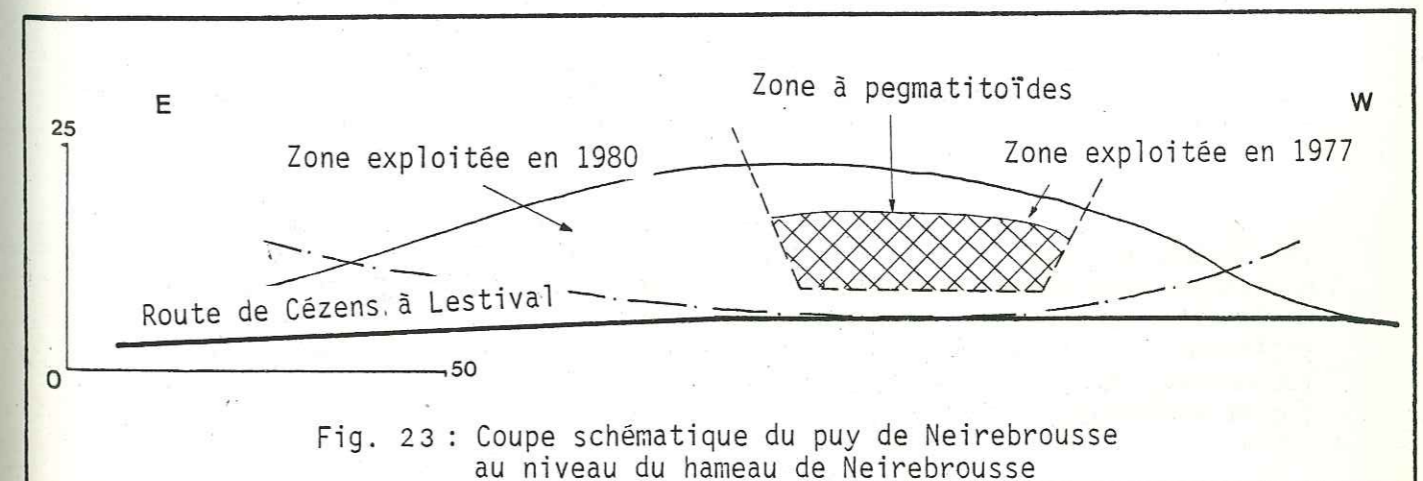 Zone à pegmatitoïdes
E
W
25
Zone exploitée en 1980
Zone exploitée en 1977
Route de Cézens à Lestival
0
50
Fig. 23 : Coupe schématique du puy de Neirebrousse
au niveau du hameau de Neirebrousse